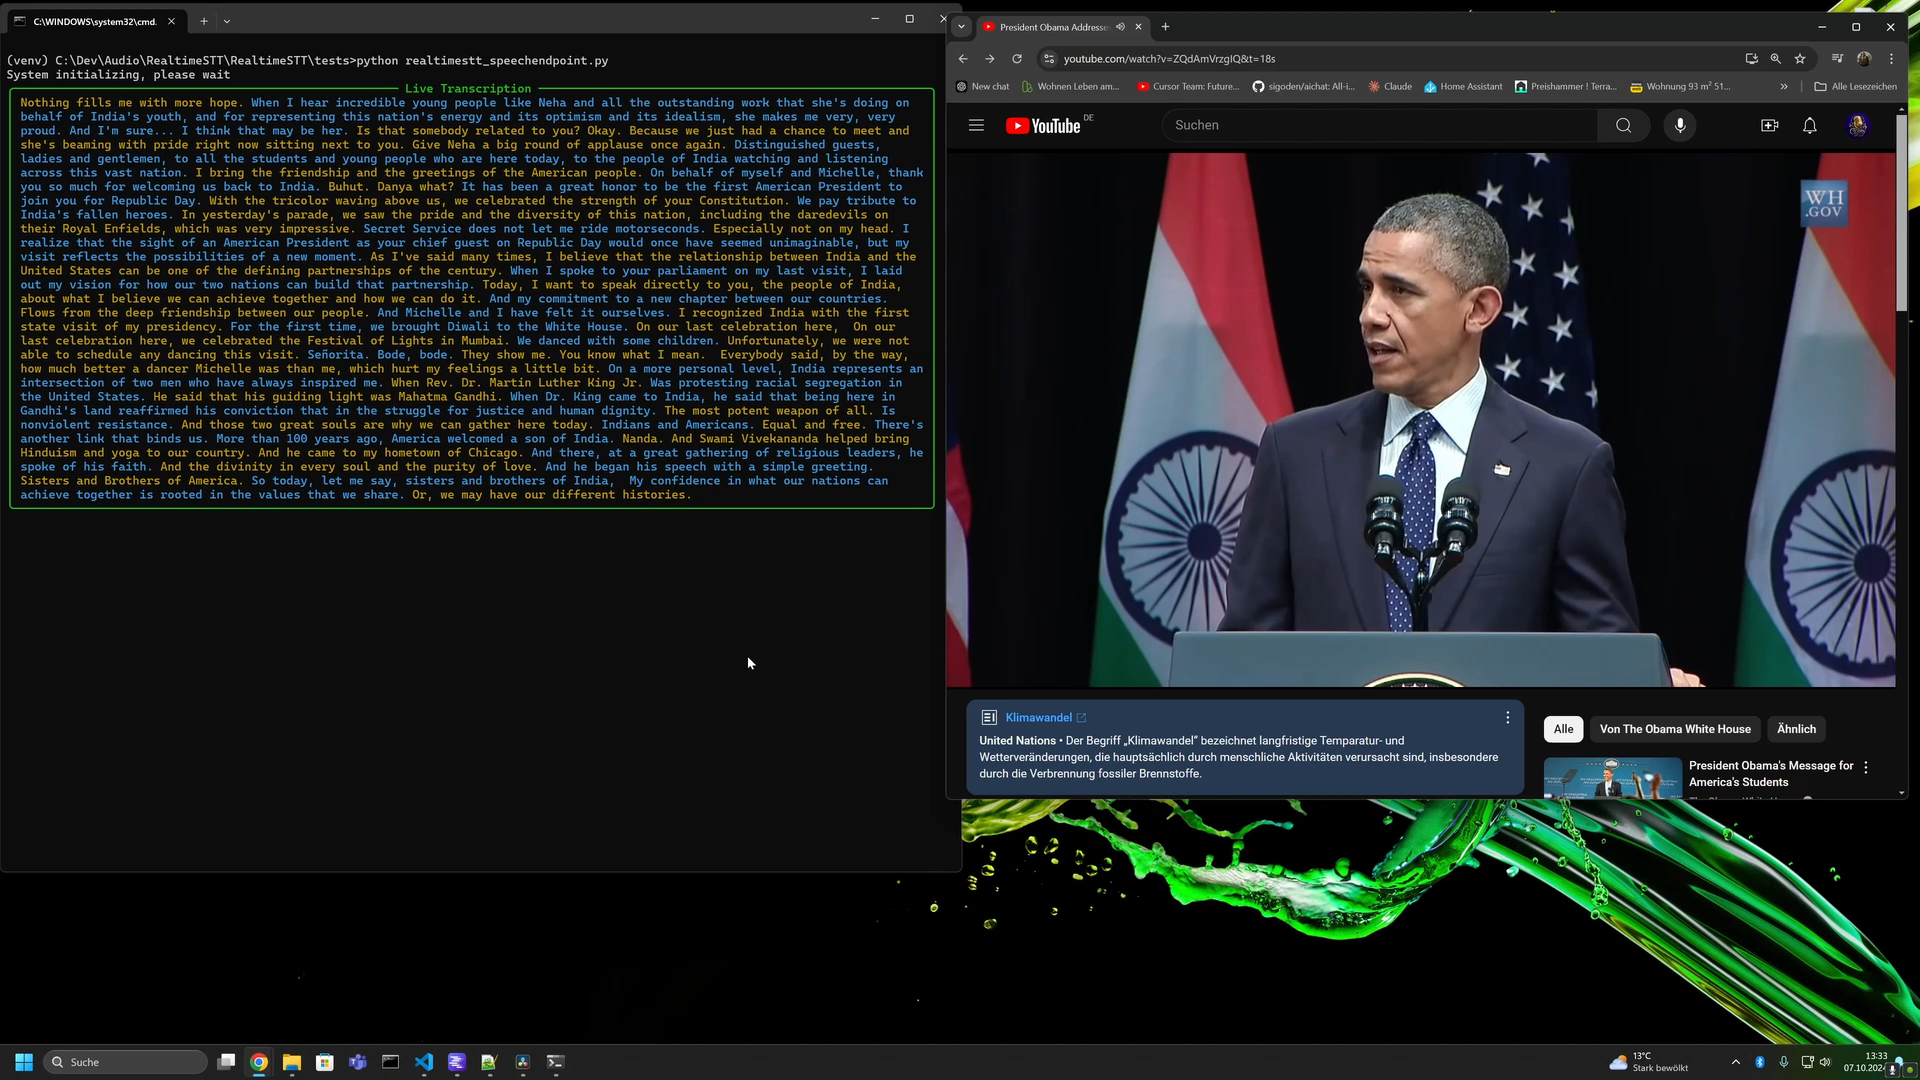 C:\WINDOWS\system32\cmd.
(venv) C:\Dev\Audio\RealtimeSTT\RealtimeSTT\tests>python realtimestt_speechendpoint.py
System initializing, please wait
Live Transcription
Nothing fills me with more hope. When I hear incredible young people like Neha and all the outstanding work that she's doing on
behalf of India's youth, and for representing this nation's energy and its optimism and its idealism, she makes me very, very
proud. And I'm sure... I think that may be her. Is that somebody related to you? Okay. Because we just had a chance to meet and
she's beaming with pride right now sitting next to you. Give Neha a big round of applause once again. Distinguished guests,
ladies and gentlemen, to all the students and young people who are here today, to the people of India watching and listening
across this vast nation. I bring the friendship and the greetings of the American people. On behalf of myself and Michelle, thank
you so much for welcoming us back to India. Buhut. Danya what? It has been a great honor to be the first American President to
join you for Republic Day. With the tricolor waving above us, we celebrated the strength of your Constitution. We pay tribute to
India's fallen heroes. In yesterday's parade, we saw the pride and the diversity of this nation, including the daredevils on
their Royal Enfields, which was very impressive. Secret Service does not let me ride motorseconds. Especially not on my head. I
realize that the sight of an American President as your chief guest on Republic Day would once have seemed unimaginable, but my
visit reflects the possibilities of a new moment. As I've said many times, I believe that the relationship between India and the
United States can be one of the defining partnerships of the century. When I spoke to your parliament on my last visit, I laid
out my vision for how our two nations can build that partnership. Today, I want to speak directly to you, the people of India,
about what I believe we can achieve together and how we can do it. And my commitment to a new chapter between our countries.
Flows from the deep friendship between our people. And Michelle and I have felt it ourselves. I recognized India with the first
state visit of my presidency. For the first time, we brought Diwali to the White House. On our last celebration here,  On our
last celebration here, we celebrated the Festival of Lights in Mumbai. We danced with some children. Unfortunately, we were not
able to schedule any dancing this visit. Señorita. Bode, bode. They show me. You know what I mean.  Everybody said, by the way,
how much better a dancer Michelle was than me, which hurt my feelings a little bit. On a more personal level, India represents an
intersection of two men who have always inspired me. When Rev. Dr. Martin Luther King Jr. Was protesting racial segregation in
the United States. He said that his guiding light was Mahatma Gandhi. When Dr. King came to India, he said that being here in
Gandhi's land reaffirmed his conviction that in the struggle for justice and human dignity. The most potent weapon of all. Is
nonviolent resistance. And those two great souls are why we can gather here today. Indians and Americans. Equal and free. There's
another link that binds us. More than 100 years ago, America welcomed a son of India. Nanda. And Swami Vivekananda helped bring
Hinduism and yoga to our country. And he came to my hometown of Chicago. And there, at a great gathering of religious leaders, he
spoke of his faith. And the divinity in every soul and the purity of love. And he began his speech with a simple greeting.
Sisters and Brothers of America. So today, let me say, sisters and brothers of India,  My confidence in what our nations can
achieve together is rooted in the values that we share. Or, we may have our different histories.
President Obama Addresse
youtube.com/watch?v=ZQdAmVrzgIQ&t=18s
New chat
Wohnen Leben am...
Cursor Team: Future...
sigoden/aichat: All-i...
Claude
Home Assistant
Preishammer ! Terra...
Wohnung 93 m² 51...
Alle Lesezeichen
YouTube DE
Suchen
WH
.GOV
Klimawandel
United Nations • Der Begriff „Klimawandel“ bezeichnet langfristige Temperatur- und
Wetterveränderungen, die hauptsächlich durch menschliche Aktivitäten verursacht sind, insbesondere
durch die Verbrennung fossiler Brennstoffe.
Alle
Von The Obama White House
Ähnlich
President Obama's Message for
America's Students
Suche
13°C
Stark bewölkt
13:33
07.10.2024